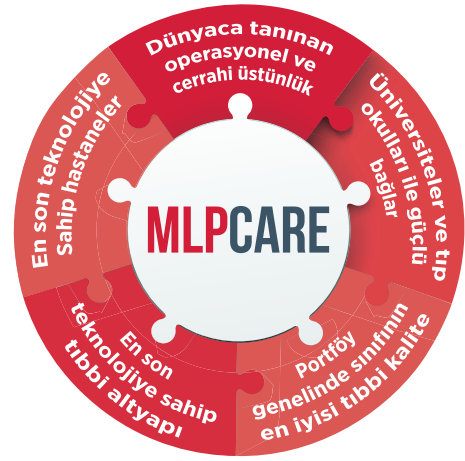 Dünyaca tanınan
operasyonel ve
cerrahi üstünlük
Üniversiteler ve tıp
okulları ile güçlü
bağlar
Portföy
genelinde sınıfının
en iyisi tıbbi kalite
En son
teknolojiye sahip
tıbbi altyapı
En son teknolojiye
Sahip hastaneler
MLPCARE